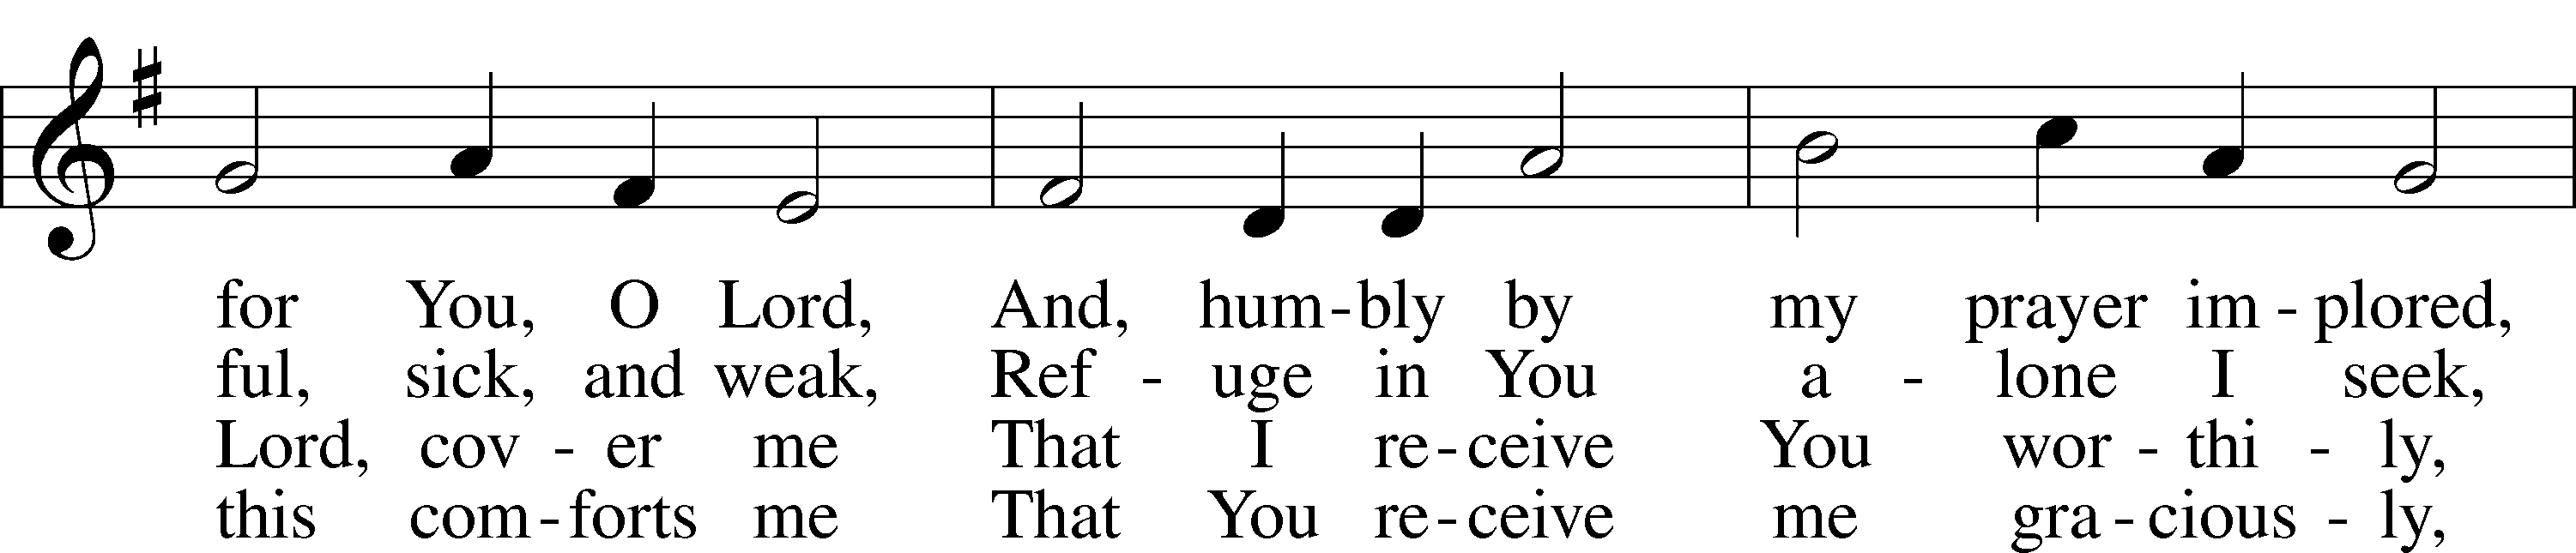 for You, O Lord, And, hum-bly by my prayer im - plored,
ful, sick, and weak, Ref - uge in You a - lone I seek,
Lord, cov - er me That I re-ceive You wor - thi - ly,
this com-forts me That You re-ceive me gra-cious - ly,